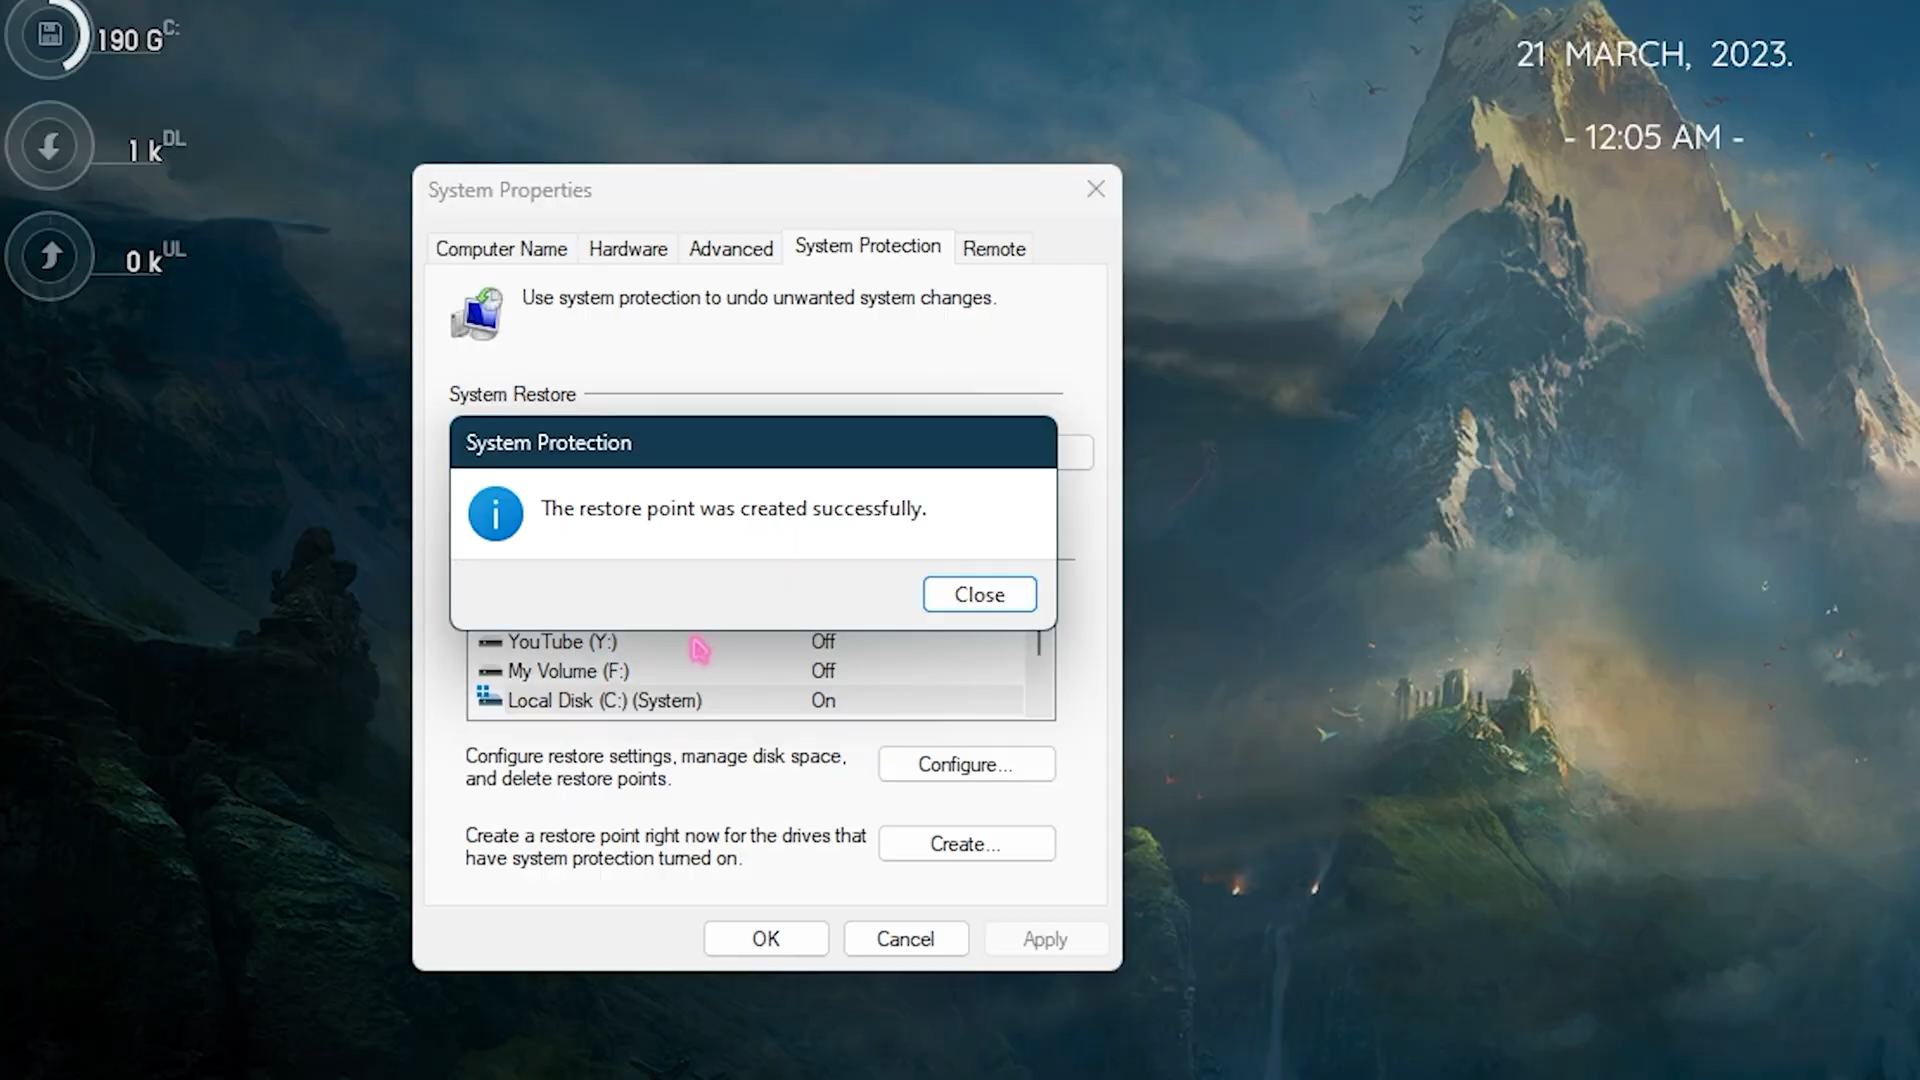 190 G C:
1 k DL
0 k UL
21 MARCH, 2023.
- 12:05 AM -
System Properties
Computer Name Hardware Advanced System Protection Remote
Use system protection to undo unwanted system changes.
System Restore
System Protection
i
The restore point was created successfully.
Close
YouTube (Y:) Off
My Volume (F:) Off
Local Disk (C:) (System) On
Configure restore settings, manage disk space,
and delete restore points.
Configure...
Create a restore point right now for the drives that
have system protection turned on.
Create...
OK Cancel Apply